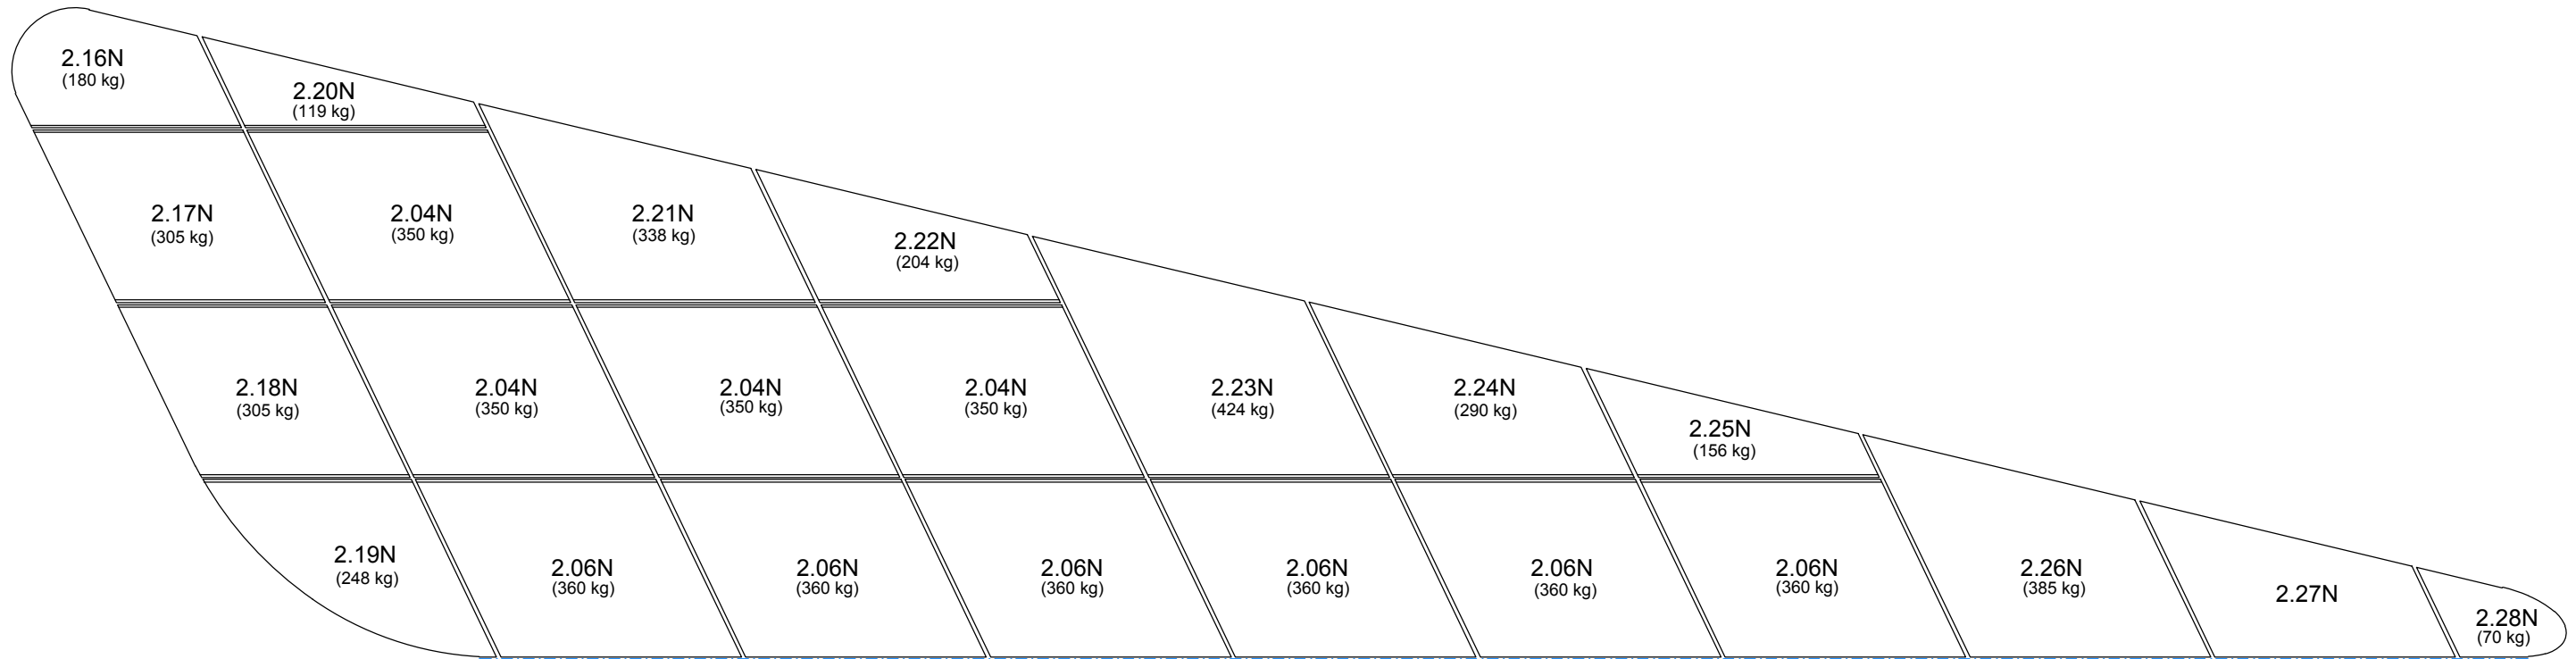 2.16N
(180 kg)
2.20N
(119 kg)
2.17N
(305 kg)
2.04N
(350 kg)
2.21N
(338 kg)
2.22N
(204 kg)
2.18N
(305 kg)
2.04N
(350 kg)
2.04N
(350 kg)
2.04N
(350 kg)
2.23N
(424 kg)
2.24N
(290 kg)
2.25N
(156 kg)
2.19N
(248 kg)
2.06N
(360 kg)
2.06N
(360 kg)
2.06N
(360 kg)
2.06N
(360 kg)
2.06N
(360 kg)
2.06N
(360 kg)
2.26N
(385 kg)
2.27N
2.28N
(70 kg)